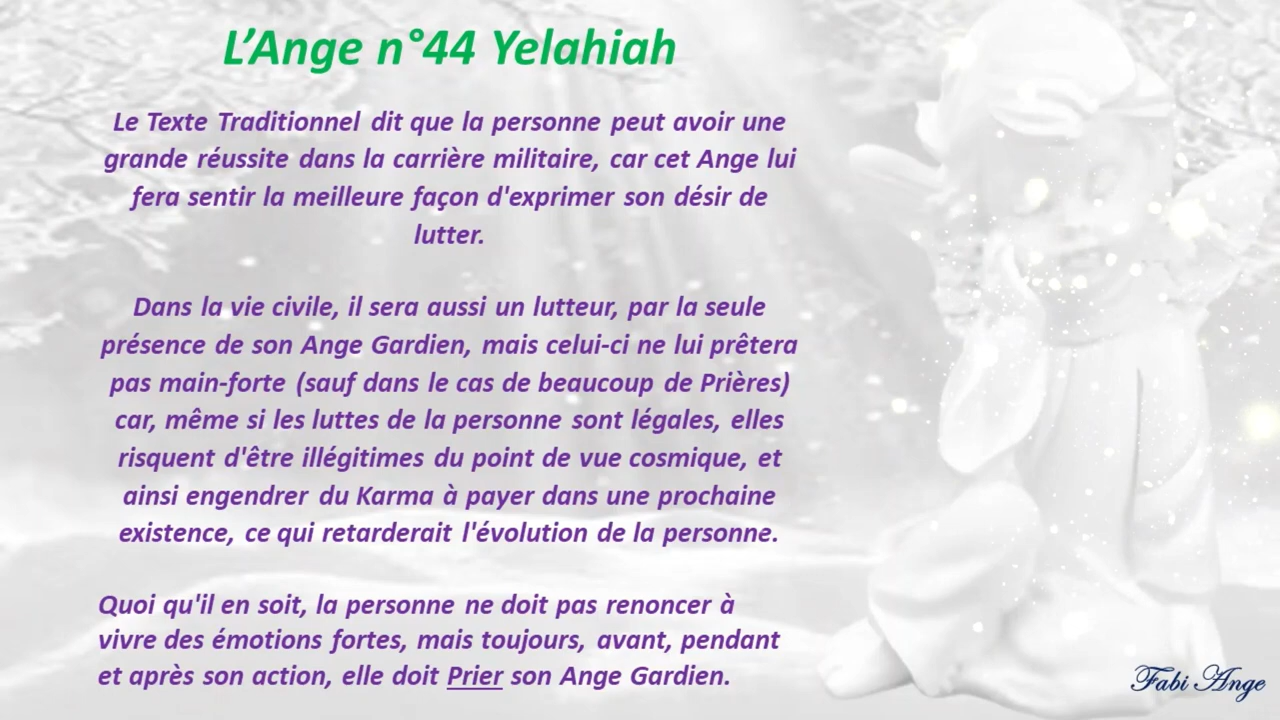 L’Ange n°44 Yelahiah
Le Texte Traditionnel dit que la personne peut avoir une
grande réussite dans la carrière militaire, car cet Ange lui
fera sentir la meilleure façon d'exprimer son désir de
lutter.
Dans la vie civile, il sera aussi un lutteur, par la seule
présence de son Ange Gardien, mais celui-ci ne lui prêtera
pas main-forte (sauf dans le cas de beaucoup de Prières)
car, même si les luttes de la personne sont légales, elles
risquent d'être illégitimes du point de vue cosmique, et
ainsi engendrer du Karma à payer dans une prochaine
existence, ce qui retarderait l'évolution de la personne.
Quoi qu'il en soit, la personne ne doit pas renoncer à
vivre des émotions fortes, mais toujours, avant, pendant
et après son action, elle doit Prier son Ange Gardien.
Fabi Ange